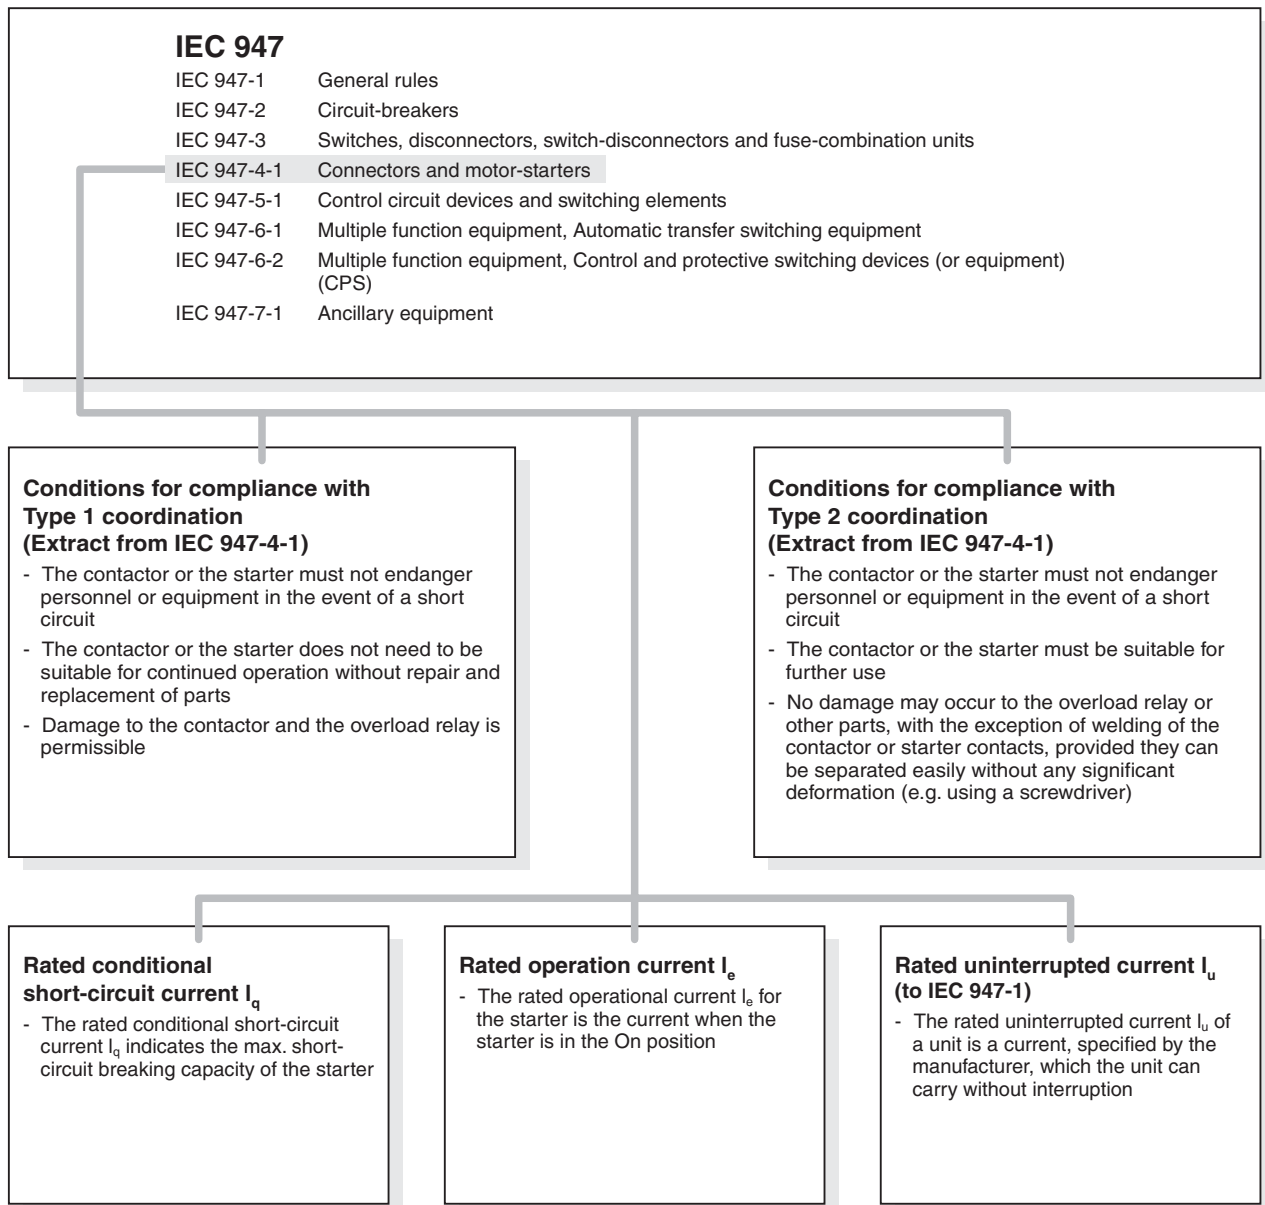 IEC 947
IEC 947-1 General rules
IEC 947-2 Circuit-breakers
IEC 947-3 Switches, disconnectors, switch-disconnectors and fuse-combination units
IEC 947-4-1 Connectors and motor-starters
IEC 947-5-1 Control circuit devices and switching elements
IEC 947-6-1 Multiple function equipment, Automatic transfer switching equipment
IEC 947-6-2 Multiple function equipment, Control and protective switching devices (or equipment)
(CPS)
IEC 947-7-1 Ancillary equipment
Conditions for compliance with
Type 1 coordination
(Extract from IEC 947-4-1)
- The contactor or the starter must not endanger
personnel or equipment in the event of a short
circuit
- The contactor or the starter does not need to be
suitable for continued operation without repair and
replacement of parts
- Damage to the contactor and the overload relay is
permissible
Conditions for compliance with
Type 2 coordination
(Extract from IEC 947-4-1)
- The contactor or the starter must not endanger
personnel or equipment in the event of a short
circuit
- The contactor or the starter must be suitable for
further use
- No damage may occur to the overload relay or
other parts, with the exception of welding of the
contactor or starter contacts, provided they can
be separated easily without any significant
deformation (e.g. using a screwdriver)
Rated conditional
short-circuit current Iq
- The rated conditional short-circuit
current Iq indicates the max. short-
circuit breaking capacity of the starter
Rated operation current Ie
- The rated operational current Ie for
the starter is the current when the
starter is in the On position
Rated uninterrupted current Iu
(to IEC 947-1)
- The rated uninterrupted current Iu of
a unit is a current, specified by the
manufacturer, which the unit can
carry without interruption